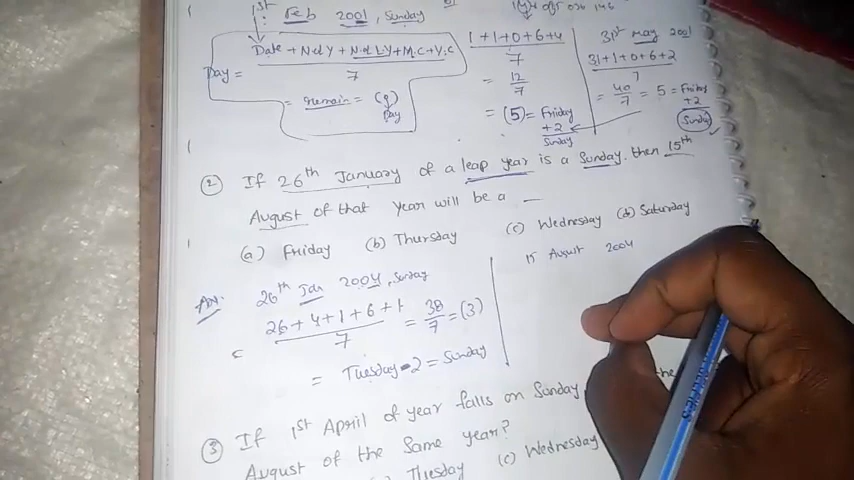 1st Feb 2001, Sunday
Day = Date + N.d Y + N.of L.Y + M.C + Y.C
7
= remain = (9)
Day
1 + 1 + 0 + 6 + 4
7
= 12
7
= (5) = Friday
+2
Sunday
31st May 2001
31 + 1 + 0 + 6 + 2
7
= 40
7 = 5 = Friday
+2
Sunday
② If 26th January of a leap year is a Sunday. then 15th
August of that year will be a —
(a) Friday (b) Thursday (c) Wednesday (d) Saturday
Ans. 26th Jan 2004, Sunday
26 + 4 + 1 + 6 + 1
7
= 38
7 = (3)
= Tuesday - 2 = Sunday
15 August 2004
③ If 1st April of year falls on Sunday, the
August of the Same year?
Tuesday (c) Wednesday